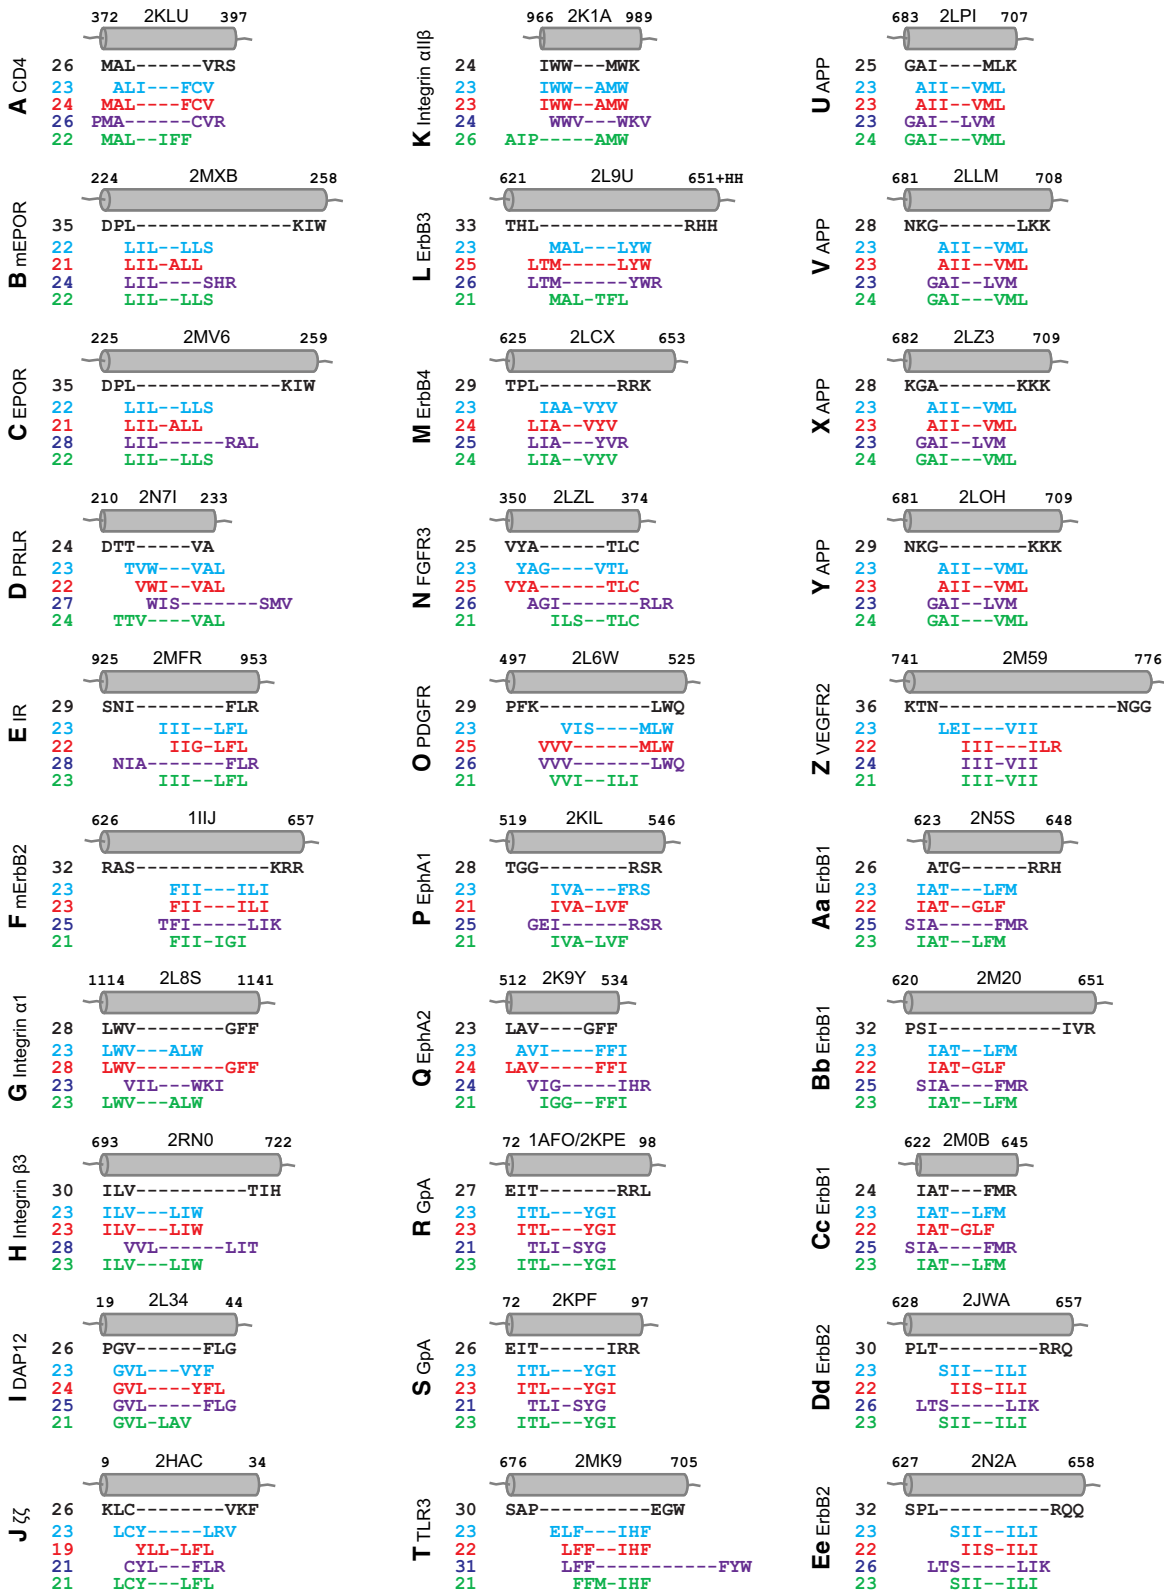 A CD4
372 2KLU 397
26 MAL------VRS
23 ALI---FCV
24 MAL----FCV
26 PMA------CVR
22 MAL--IFF
B mEPOR
224 2MXB 258
35 DPL--------------KIW
22 LIL--LLS
21 LIL-ALL
24 LIL----SHR
22 LIL--LLS
C EPOR
225 2MV6 259
35 DPL-------------KIW
22 LIL--LLS
21 LIL-ALL
28 LIL------RAL
22 LIL--LLS
D PRLR
210 2N7I 233
24 DTT-----VA
23 TVW---VAL
22 VWI--VAL
27 WIS-------SMV
24 TTV----VAL
E IR
925 2MFR 953
29 SNI--------FLR
23 III--LFL
22 IIG-LFL
28 NIA-------FLR
23 III--LFL
F mErbB2
626 1IIJ 657
32 RAS------------KRR
23 FII---ILI
23 FII---ILI
25 TFI-----LIK
21 FII-IGI
G Integrin α1
1114 2L8S 1141
28 LWV--------GFF
23 LWV---ALW
28 LWV--------GFF
23 VIL---WKI
23 LWV---ALW
H Integrin β3
693 2RN0 722
30 ILV----------TIH
23 ILV---LIW
23 ILV---LIW
28 VVL------LIT
23 ILV---LIW
I DAP12
19 2L34 44
26 PGV------FLG
23 GVL---VYF
24 GVL----YFL
25 GVL-----FLG
21 GVL-LAV
J ζζ
9 2HAC 34
26 KLC--------VKF
23 LCY-----LRV
19 YLL-LFL
21 CYL---FLR
21 LCY---LFL
K Integrin αIIβ
966 2K1A 989
24 IWW---MWK
23 IWW--AMW
23 IWW--AMW
24 WWV---WKV
26 AIP-----AMW
L ErbB3
621 2L9U 651+HH
33 THL-------------RHH
23 MAL---LYW
25 LTM-----LYW
26 LTM------YWR
21 MAL-TFL
M ErbB4
625 2LCX 653
29 TPL-------RRK
23 IAA-VYV
24 LIA--VYV
25 LIA---YVR
24 LIA--VYV
N FGFR3
350 2LZL 374
25 VYA------TLC
23 YAG----VTL
25 VYA------TLC
26 AGI-------RLR
21 ILS--TLC
O PDGFR
497 2L6W 525
29 PFK----------LWQ
23 VIS----MLW
25 VVV------MLW
26 VVV-------LWQ
21 VVI--ILI
P EphA1
519 2KIL 546
28 TGG--------RSR
23 IVA---FRS
21 IVA-LVF
25 GEI------RSR
21 IVA-LVF
Q EphA2
512 2K9Y 534
23 LAV----GFF
23 AVI----FFI
24 LAV-----FFI
24 VIG-----IHR
21 IGG--FFI
R GpA
72 1AFO/2KPE 98
27 EIT-------RRL
23 ITL---YGI
23 ITL---YGI
21 TLI-SYG
23 ITL---YGI
S GpA
72 2KPF 97
26 EIT------IRR
23 ITL---YGI
23 ITL---YGI
21 TLI-SYG
23 ITL---YGI
T TLR3
676 2MK9 705
30 SAP----------EGW
23 ELF---IHF
22 LFF--IHF
31 LFF-----------FYW
21 FFM-IHF
U APP
683 2LPI 707
25 GAI----MLK
23 AII--VML
23 AII--VML
23 GAI--LVM
24 GAI---VML
V APP
681 2LLM 708
28 NKG-------LKK
23 AII--VML
23 AII--VML
23 GAI--LVM
24 GAI---VML
X APP
682 2LZ3 709
28 KGA-------KKK
23 AII--VML
23 AII--VML
23 GAI--LVM
24 GAI---VML
Y APP
681 2LOH 709
29 NKG--------KKK
23 AII--VML
23 AII--VML
23 GAI--LVM
24 GAI---VML
Z VEGFR2
741 2M59 776
36 KTN----------------NGG
23 LEI---VII
22 III---ILR
24 III-VII
21 III-VII
Aa ErbB1
623 2N5S 648
26 ATG------RRH
23 IAT---LFM
22 IAT--GLF
25 SIA-----FMR
23 IAT--LFM
Bb ErbB1
620 2M20 651
32 PSI-----------IVR
23 IAT--LFM
22 IAT-GLF
25 SIA----FMR
23 IAT--LFM
Cc ErbB1
622 2M0B 645
24 IAT---FMR
23 IAT--LFM
22 IAT-GLF
25 SIA----FMR
23 IAT--LFM
Dd ErbB2
628 2JWA 657
30 PLT---------RRQ
23 SII--ILI
22 IIS-ILI
26 LTS-----LIK
23 SII--ILI
Ee ErbB2
627 2N2A 658
32 SPL----------RQQ
23 SII--ILI
22 IIS-ILI
26 LTS-----LIK
23 SII--ILI